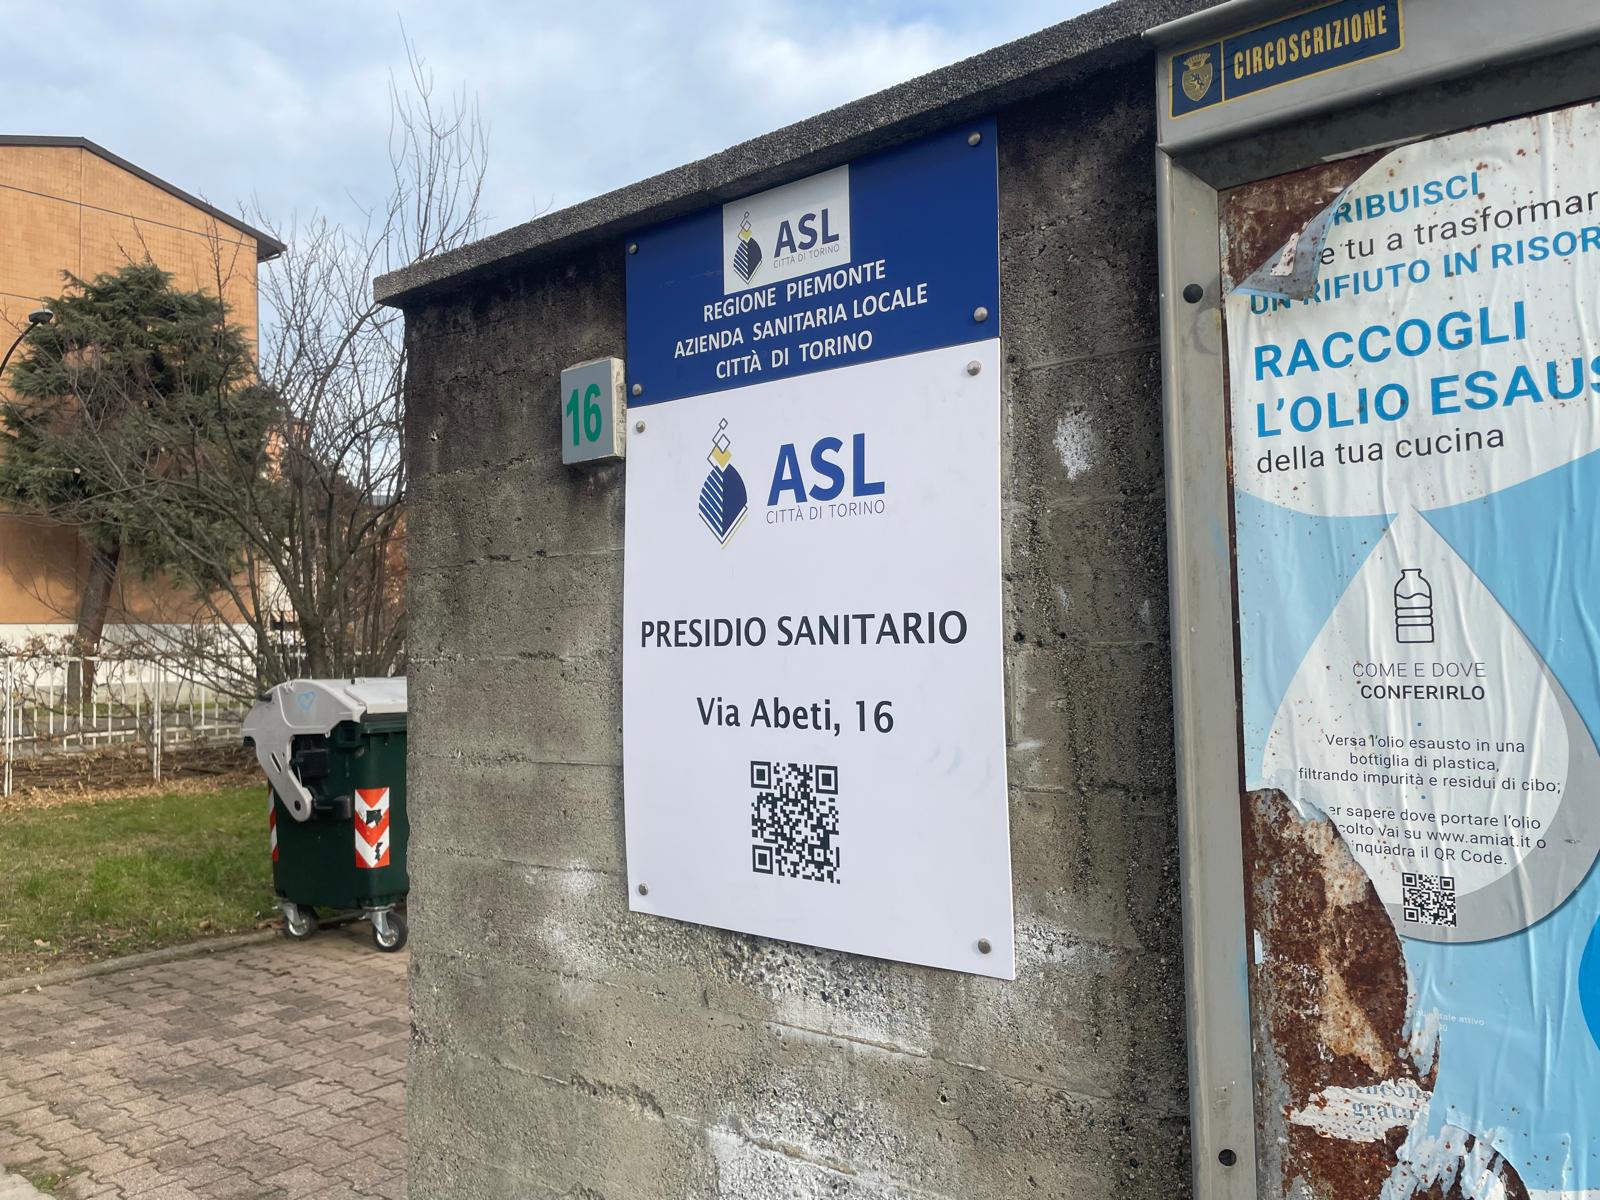 ASL
CITTÀ DI TORINO
REGIONE PIEMONTE
AZIENDA SANITARIA LOCALE
CITTÀ DI TORINO
16
ASL
CITTÀ DI TORINO
PRESIDIO SANITARIO
Via Abeti, 16
CIRCOSCRIZIONE
RIBUISCI
e tu a trasformar
UN RIFIUTO IN RISOR
RACCOGLI
L'OLIO ESAUS
della tua cucina
COME E DOVE
CONFERIRLO
Versa l'olio esausto in una
bottiglia di plastica,
filtrando impurità e residui di cibo;
er sapere dove portare l'olio
colto vai su www.amiat.it o
inquadra il QR Code.